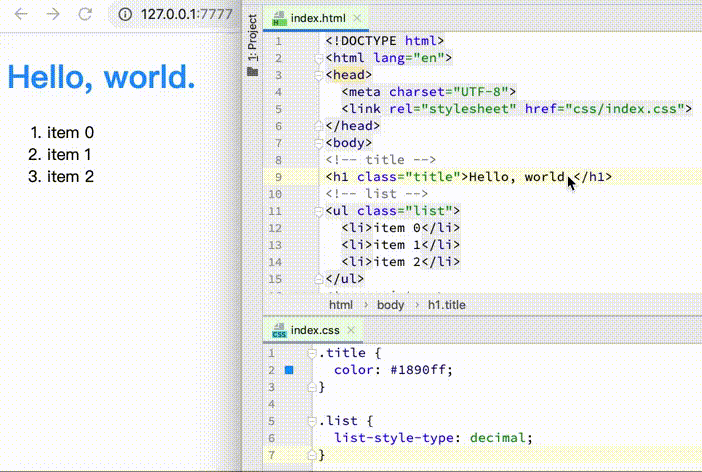 127.0.0.1:7777
Hello, world.
1. item 0
2. item 1
3. item 2
1: Project
index.html
1 <!DOCTYPE html>
2 <html lang="en">
3 <head>
4 <meta charset="UTF-8">
5 <link rel="stylesheet" href="css/index.css">
6 </head>
7 <body>
8 <!-- title -->
9 <h1 class="title">Hello, world.</h1>
10 <!-- list -->
11 <ul class="list">
12 <li>item 0</li>
13 <li>item 1</li>
14 <li>item 2</li>
15 </ul>
html › body › h1.title
index.css
1 .title {
2 color: #1890ff;
3 }
4
5 .list {
6 list-style-type: decimal;
7 }